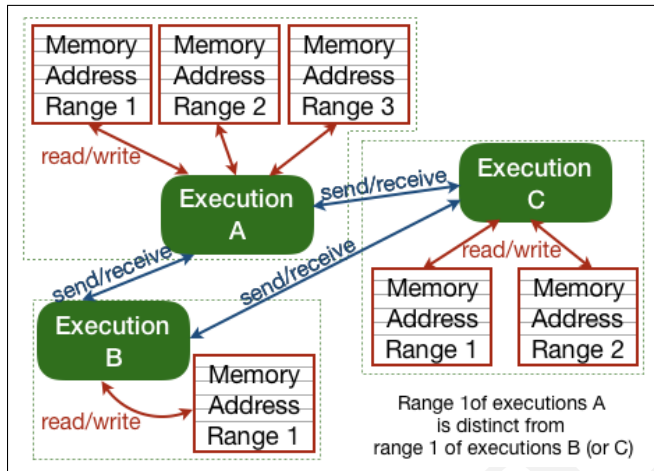 Memory
Address
Range 1
Memory
Address
Range 2
Memory
Address
Range 3
read/write
Execution
A
send/receive
Execution
C
send/receive
send/receive
read/write
Execution
B
Memory
Address
Range 1
Memory
Address
Range 2
Memory
Address
Range 1
read/write
Range 1of executions A
is distinct from
range 1 of executions B (or C)